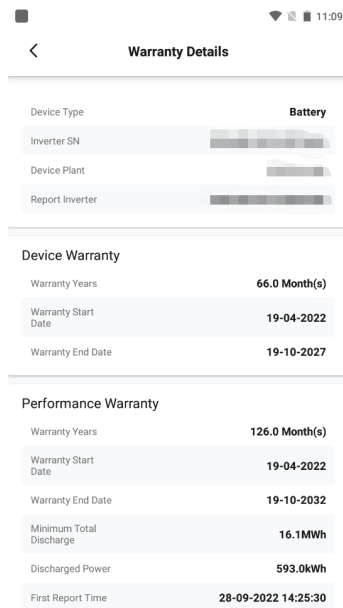 11:09
Warranty Details
Device Type Battery
Inverter SN
Device Plant
Report Inverter
Device Warranty
Warranty Years 66.0 Month(s)
Warranty Start
Date 19-04-2022
Warranty End Date 19-10-2027
Performance Warranty
Warranty Years 126.0 Month(s)
Warranty Start
Date 19-04-2022
Warranty End Date 19-10-2032
Minimum Total
Discharge 16.1MWh
Discharged Power 593.0kWh
First Report Time 28-09-2022 14:25:30